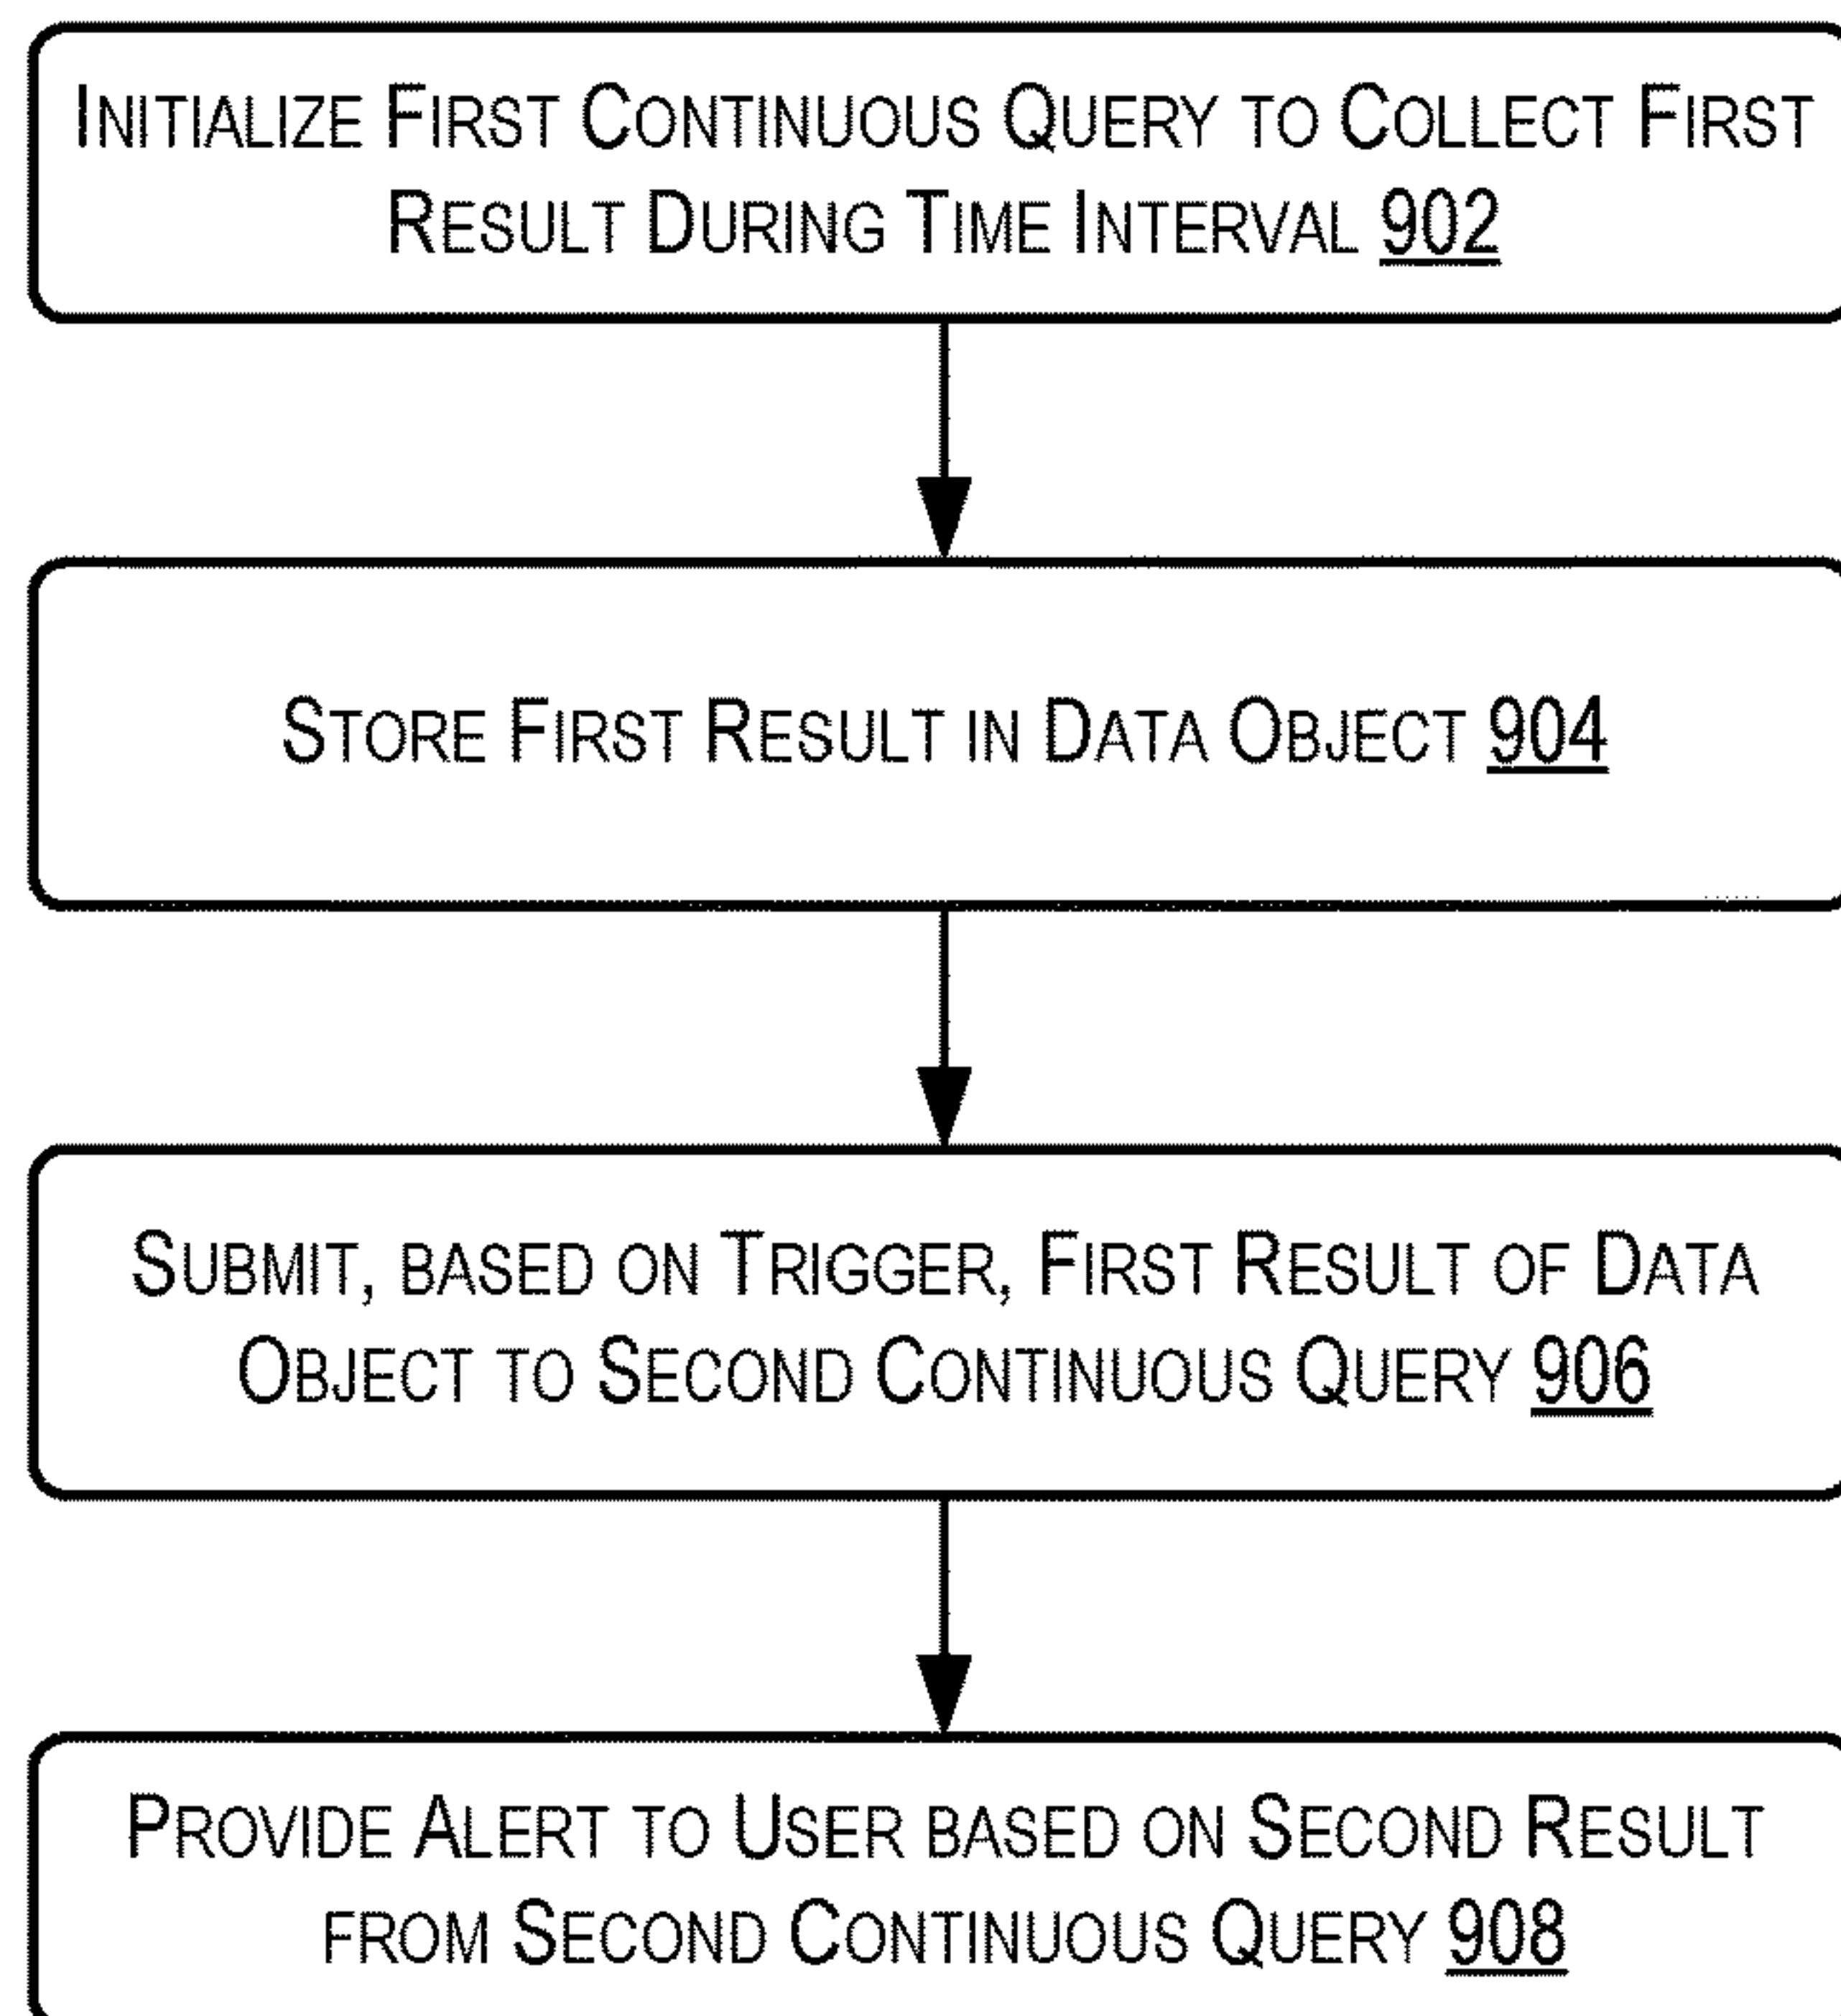 INITIALIZE FIRST CONTINUOUS QUERY TO COLLECT FIRST
RESULT DURING TIME INTERVAL 902
STORE FIRST RESULT IN DATA OBJECT 904
SUBMIT, BASED ON TRIGGER, FIRST RESULT OF DATA
OBJECT TO SECOND CONTINUOUS QUERY 906
PROVIDE ALERT TO USER BASED ON SECOND RESULT
FROM SECOND CONTINUOUS QUERY 908